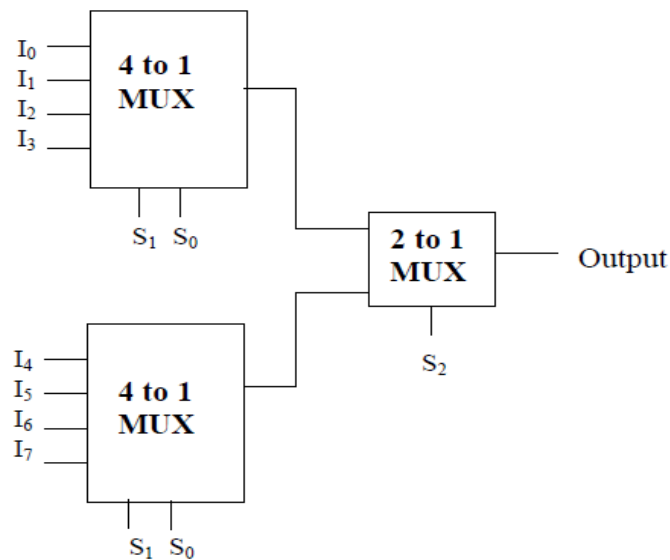 I₀
I₁
I₂
I₃
4 to 1
MUX
S₁ S₀
2 to 1
MUX
Output
S₂
I₄
I₅
I₆
I₇
4 to 1
MUX
S₁ S₀